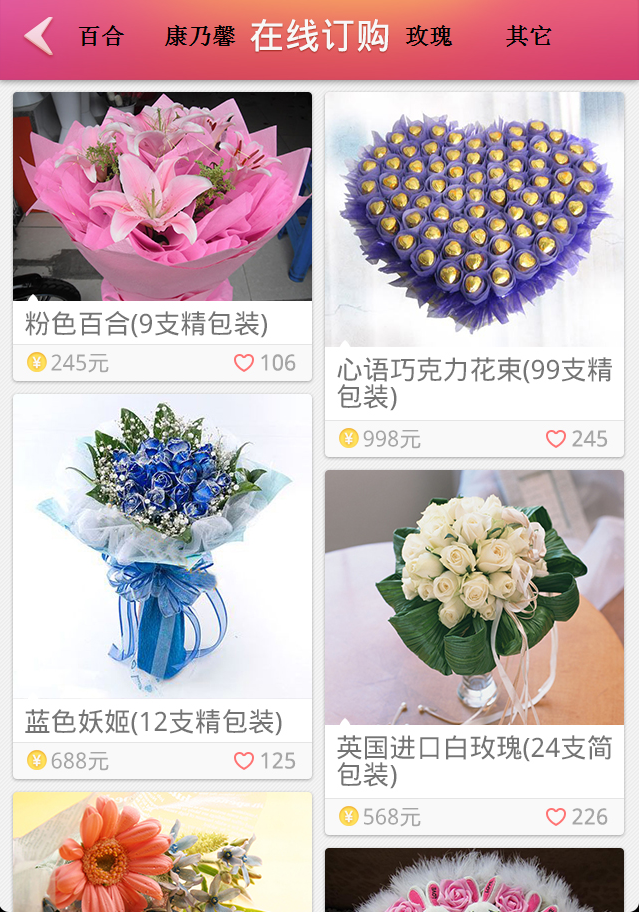 百合 康乃馨 在线订购 玫瑰 其它
粉色百合(9支精包装)
245元 106
心语巧克力花束(99支精
包装)
998元 245
蓝色妖姬(12支精包装)
688元 125
英国进口白玫瑰(24支简
包装)
568元 226